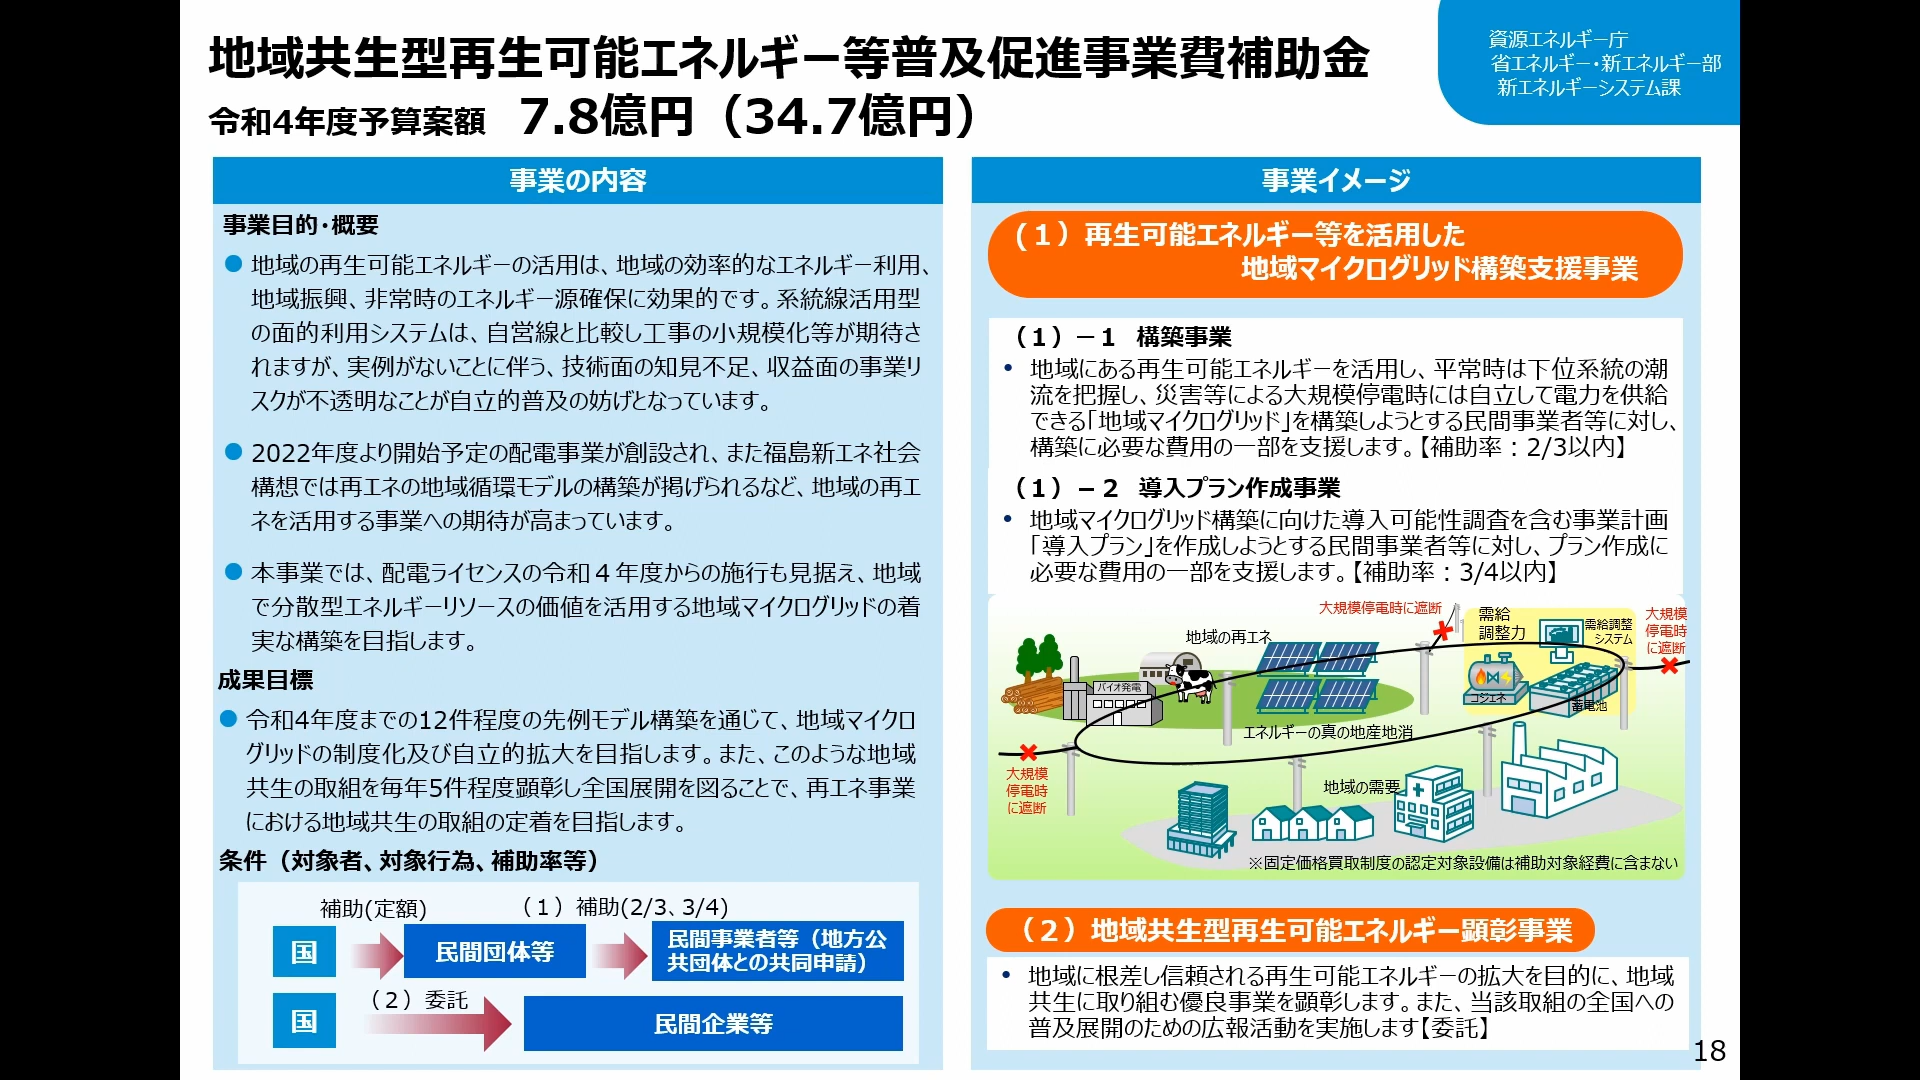 地域共生型再生可能エネルギー等普及促進事業費補助金
令和4年度予算案額 7.8億円（34.7億円）
資源エネルギー庁
省エネルギー・新エネルギー部
新エネルギーシステム課
事業の内容
事業目的・概要
● 地域の再生可能エネルギーの活用は、地域の効率的なエネルギー利用、
地域振興、非常時のエネルギー源確保に効果的です。系統線活用型
の面的利用システムは、自営線と比較し工事の小規模化等が期待さ
れますが、実例がないことに伴う、技術面の知見不足、収益面の事業リ
スクが不透明なことが自立的普及の妨げとなっています。
● 2022年度より開始予定の配電事業が創設され、また福島新エネ社会
構想では再エネの地域循環モデルの構築が掲げられるなど、地域の再エ
ネを活用する事業への期待が高まっています。
● 本事業では、配電ライセンスの令和４年度からの施行も見据え、地域
で分散型エネルギーリソースの価値を活用する地域マイクログリッドの着
実な構築を目指します。
成果目標
● 令和4年度までの12件程度の先例モデル構築を通じて、地域マイクロ
グリッドの制度化及び自立的拡大を目指します。また、このような地域
共生の取組を毎年5件程度顕彰し全国展開を図ることで、再エネ事業
における地域共生の取組の定着を目指します。
条件（対象者、対象行為、補助率等）
補助(定額)
（１）補助(2/3、3/4)
国
民間団体等
民間事業者等（地方公
共団体との共同申請）
（２）委託
国
民間企業等
事業イメージ
（１）再生可能エネルギー等を活用した
地域マイクログリッド構築支援事業
（１）－１ 構築事業
• 地域にある再生可能エネルギーを活用し、平常時は下位系統の潮
流を把握し、災害等による大規模停電時には自立して電力を供給
できる「地域マイクログリッド」を構築しようとする民間事業者等に対し、
構築に必要な費用の一部を支援します。【補助率：2/3以内】
（１）－２ 導入プラン作成事業
• 地域マイクログリッド構築に向けた導入可能性調査を含む事業計画
「導入プラン」を作成しようとする民間事業者等に対し、プラン作成に
必要な費用の一部を支援します。【補助率：3/4以内】
大規模停電時に遮断
需給
調整力
需給調整
システム
大規模
停電時
に遮断
地域の再エネ
バイオ発電
コジェネ
蓄電池
エネルギーの真の地産地消
大規模
停電時
に遮断
地域の需要
※固定価格買取制度の認定対象設備は補助対象経費に含まない
（２）地域共生型再生可能エネルギー顕彰事業
• 地域に根差し信頼される再生可能エネルギーの拡大を目的に、地域
共生に取り組む優良事業を顕彰します。また、当該取組の全国への
普及展開のための広報活動を実施します【委託】
18